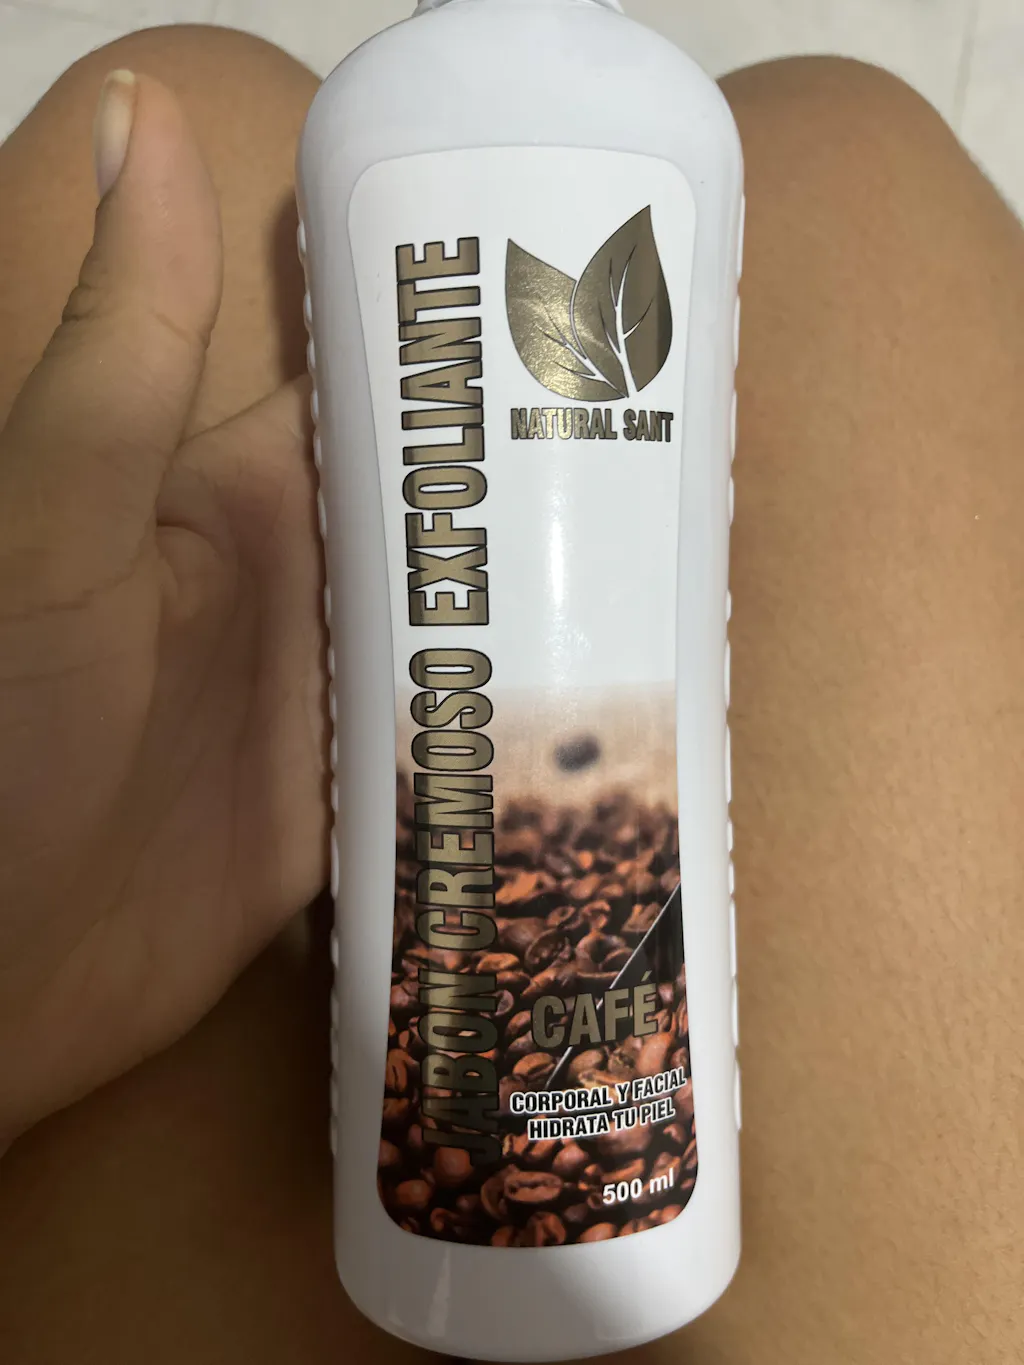 NATURAL SANT
JABON CREMOSO EXFOLIANTE
CAFÉ
CORPORAL Y FACIAL
HIDRATA TU PIEL
500 ml